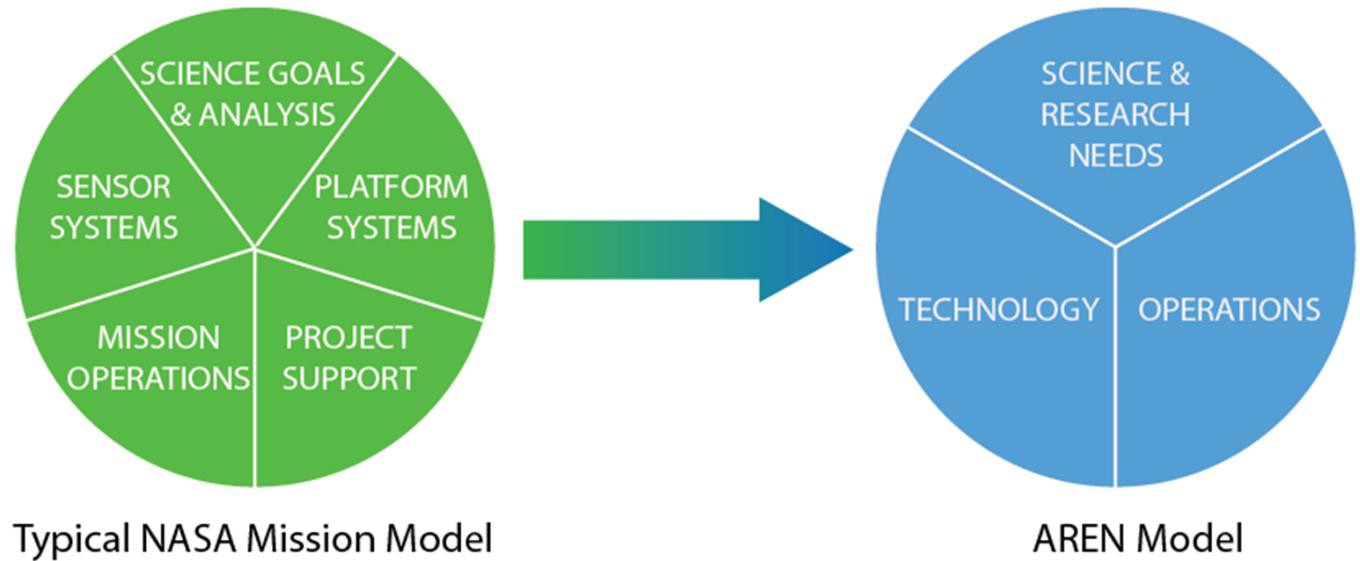 SCIENCE GOALS
& ANALYSIS
SENSOR
SYSTEMS
PLATFORM
SYSTEMS
MISSION
OPERATIONS
PROJECT
SUPPORT
Typical NASA Mission Model
SCIENCE &
RESEARCH
NEEDS
TECHNOLOGY
OPERATIONS
AREN Model